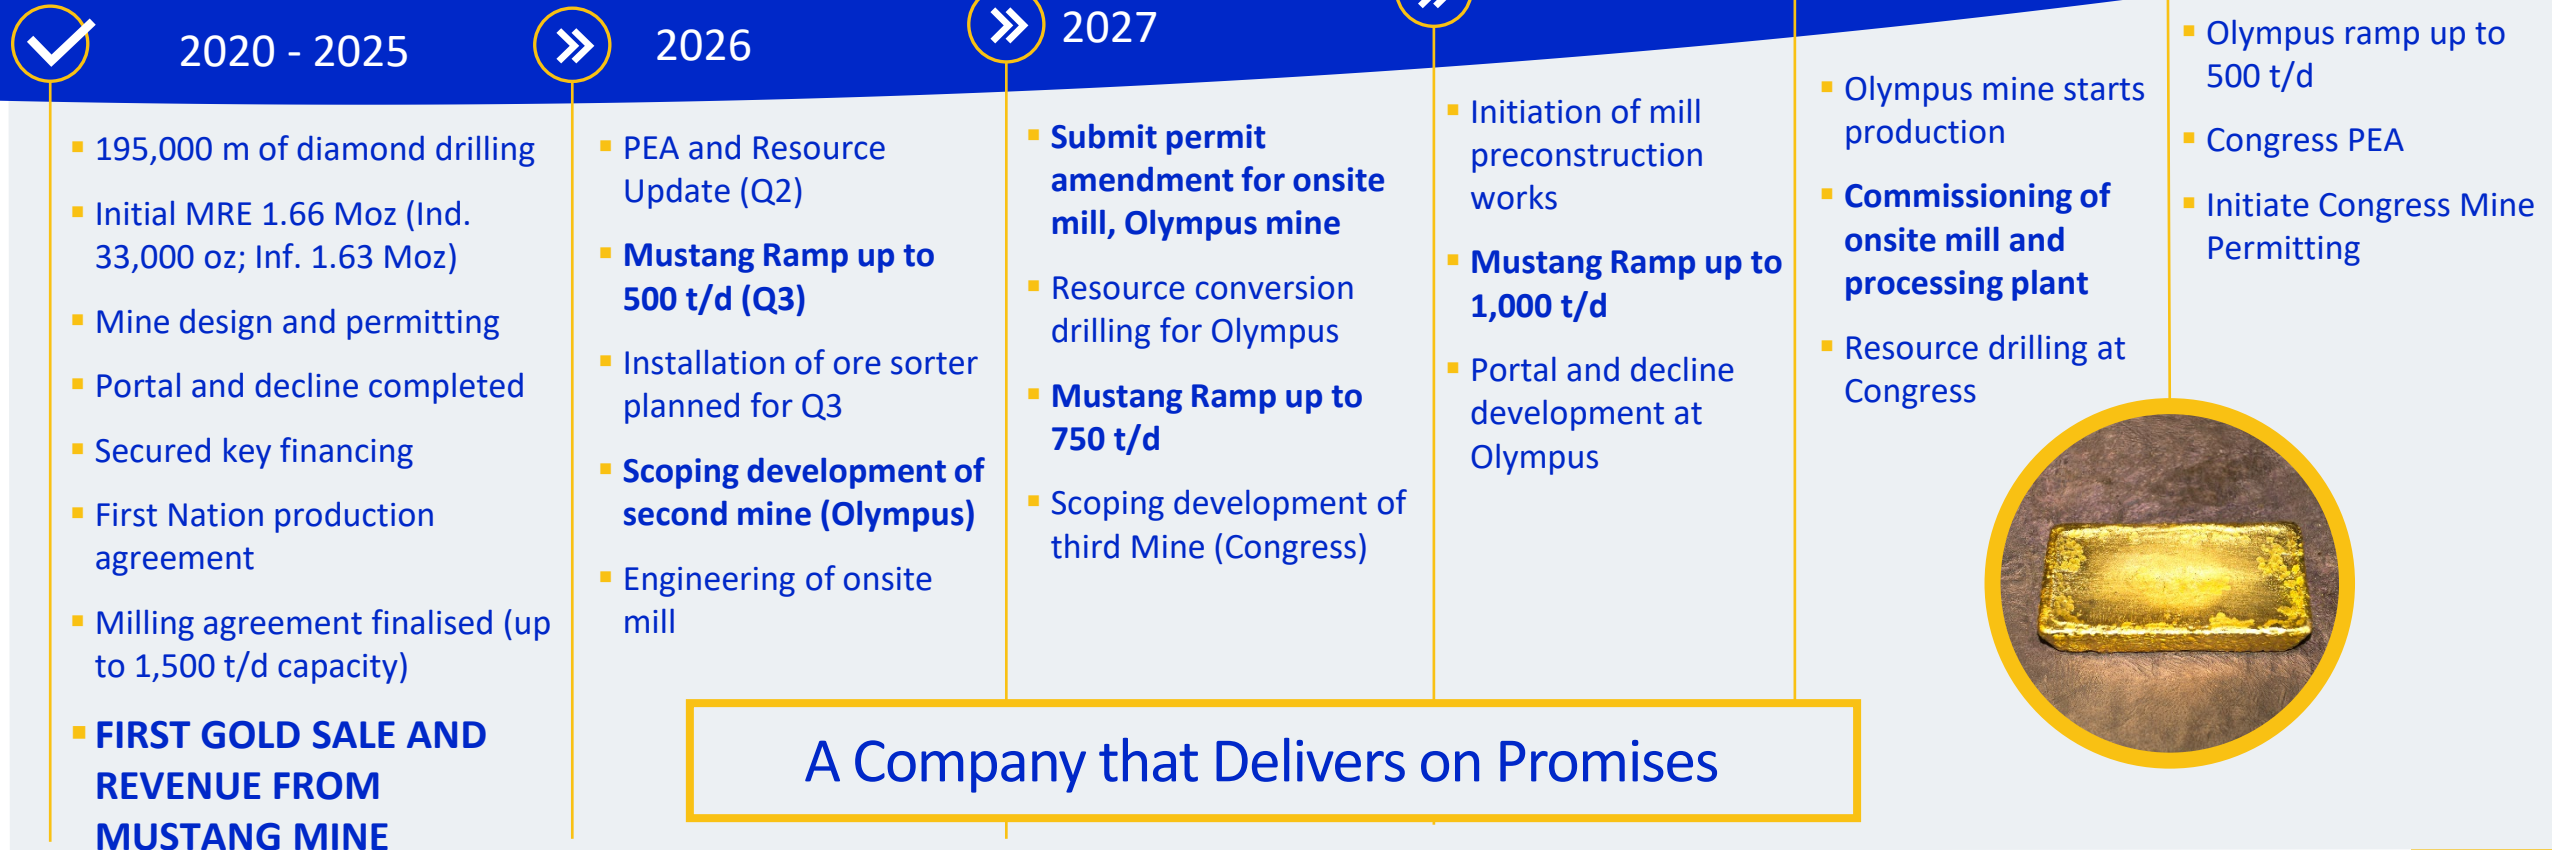 2020 - 2025
195,000 m of diamond drilling
Initial MRE 1.66 Moz (Ind.
33,000 oz; Inf. 1.63 Moz)
Mine design and permitting
Portal and decline completed
Secured key financing
First Nation production
agreement
Milling agreement finalised (up
to 1,500 t/d capacity)
FIRST GOLD SALE AND
REVENUE FROM
MUSTANG MINE
2026
PEA and Resource
Update (Q2)
Mustang Ramp up to
500 t/d (Q3)
Installation of ore sorter
planned for Q3
Scoping development of
second mine (Olympus)
Engineering of onsite
mill
2027
Submit permit
amendment for onsite
mill, Olympus mine
Resource conversion
drilling for Olympus
Mustang Ramp up to
750 t/d
Scoping development of
third Mine (Congress)
Initiation of mill
preconstruction
works
Mustang Ramp up to
1,000 t/d
Portal and decline
development at
Olympus
Olympus mine starts
production
Commissioning of
onsite mill and
processing plant
Resource drilling at
Congress
Olympus ramp up to
500 t/d
Congress PEA
Initiate Congress Mine
Permitting
A Company that Delivers on Promises